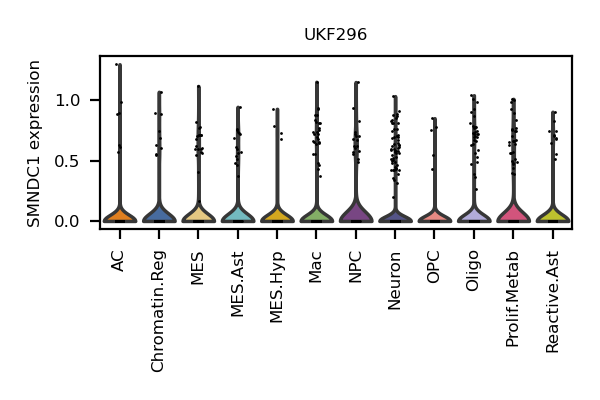 UKF296
SMNDC1 expression
1.0
0.5
0.0
AC
Chromatin.Reg
MES
MES.Ast
MES.Hyp
Mac
NPC
Neuron
OPC
Oligo
Prolif.Metab
Reactive.Ast